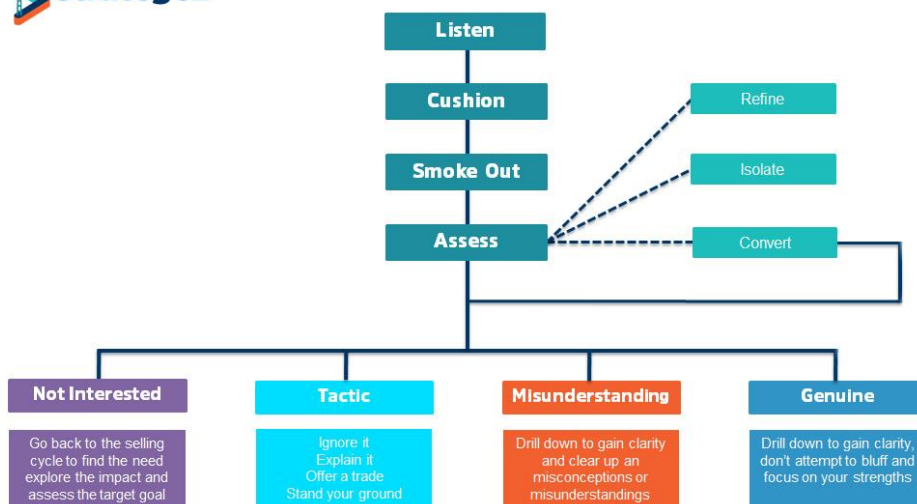 Listen
Cushion
Smoke Out
Assess
Refine
Isolate
Convert
Not Interested
Go back to the selling
cycle to find the need
explore the impact and
assess the target goal
Tactic
Ignore it
Explain it
Offer a trade
Stand your ground
Misunderstanding
Drill down to gain clarity
and clear up an
misconceptions or
misunderstandings
Genuine
Drill down to gain clarity,
don't attempt to bluff and
focus on your strengths